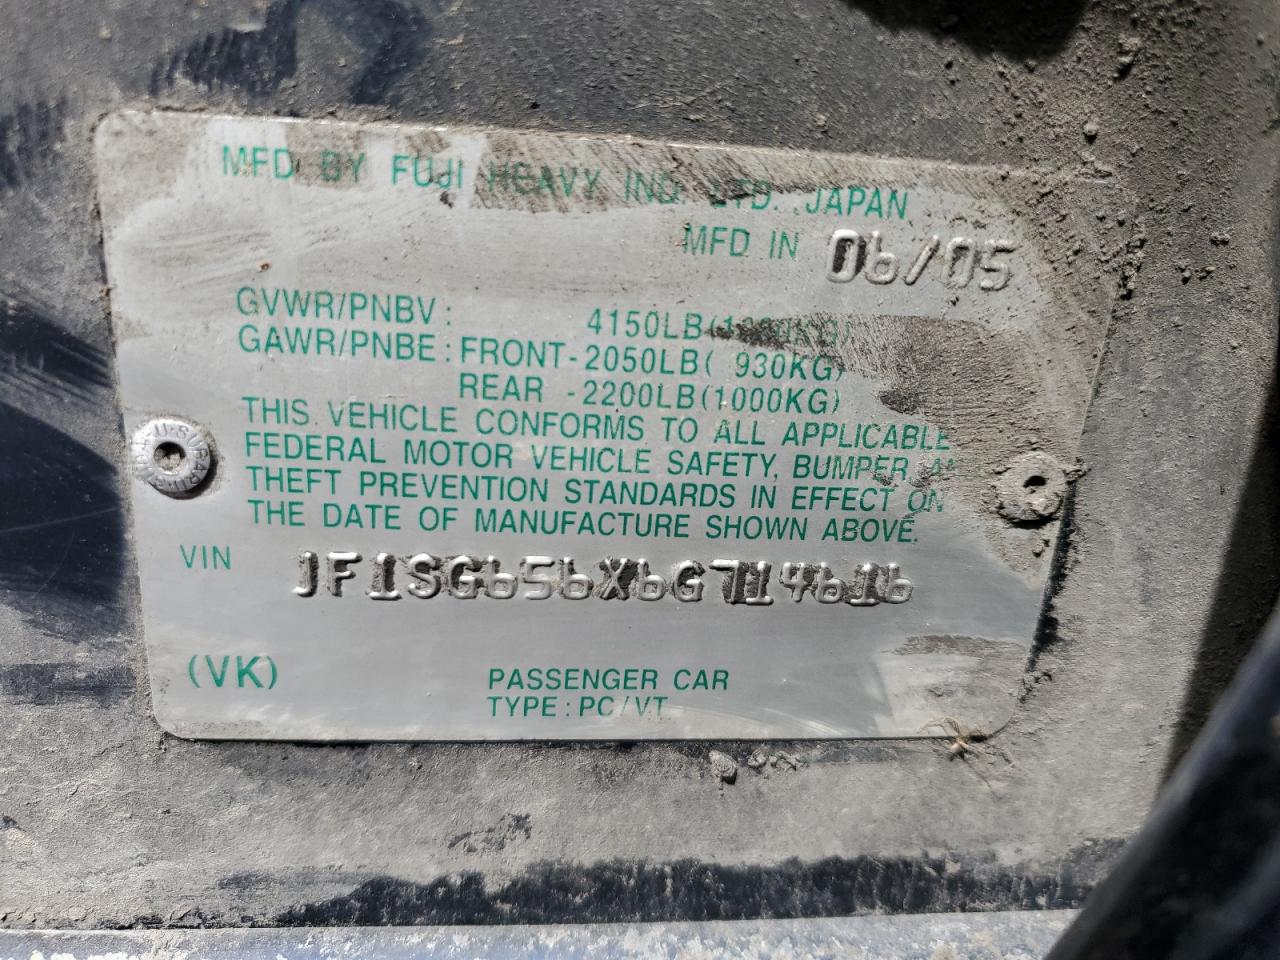 MFD BY FUJI HEAVY IND. LTD. JAPAN
MFD IN 06/05
GVWR/PNBV: 4150LB(
GAWR/PNBE: FRONT-2050LB( 930KG)
REAR -2200LB(1000KG)
THIS VEHICLE CONFORMS TO ALL APPLICABLE
FEDERAL MOTOR VEHICLE SAFETY, BUMPER,
THEFT PREVENTION STANDARDS IN EFFECT ON
THE DATE OF MANUFACTURE SHOWN ABOVE.
VIN JF1SG656X6G714616
(VK) PASSENGER CAR
TYPE: PC/VT